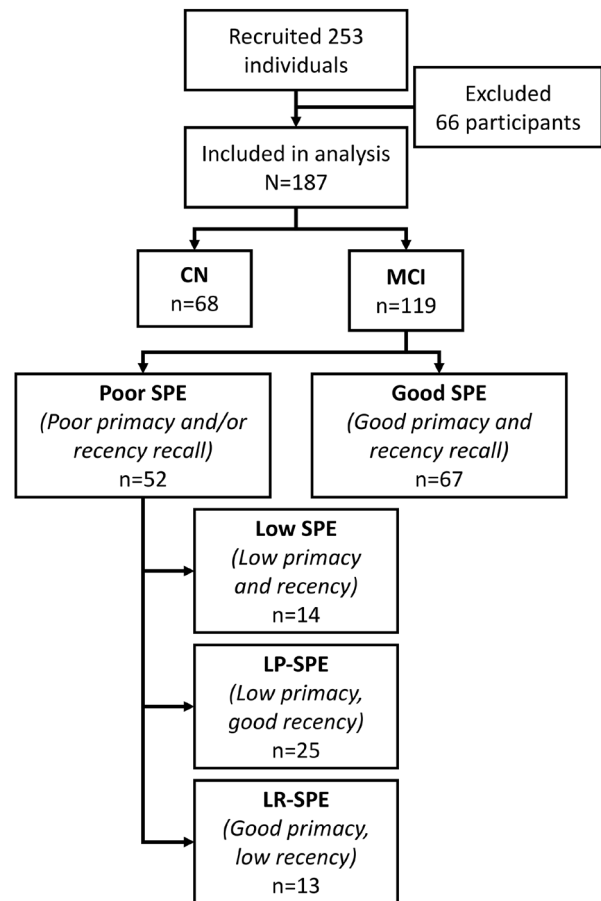 Recruited 253
individuals
Excluded
66 participants
Included in analysis
N=187
CN
n=68
MCI
n=119
Poor SPE
(Poor primacy and/or
recency recall)
n=52
Good SPE
(Good primacy and
recency recall)
n=67
Low SPE
(Low primacy
and recency)
n=14
LP-SPE
(Low primacy,
good recency)
n=25
LR-SPE
(Good primacy,
low recency)
n=13